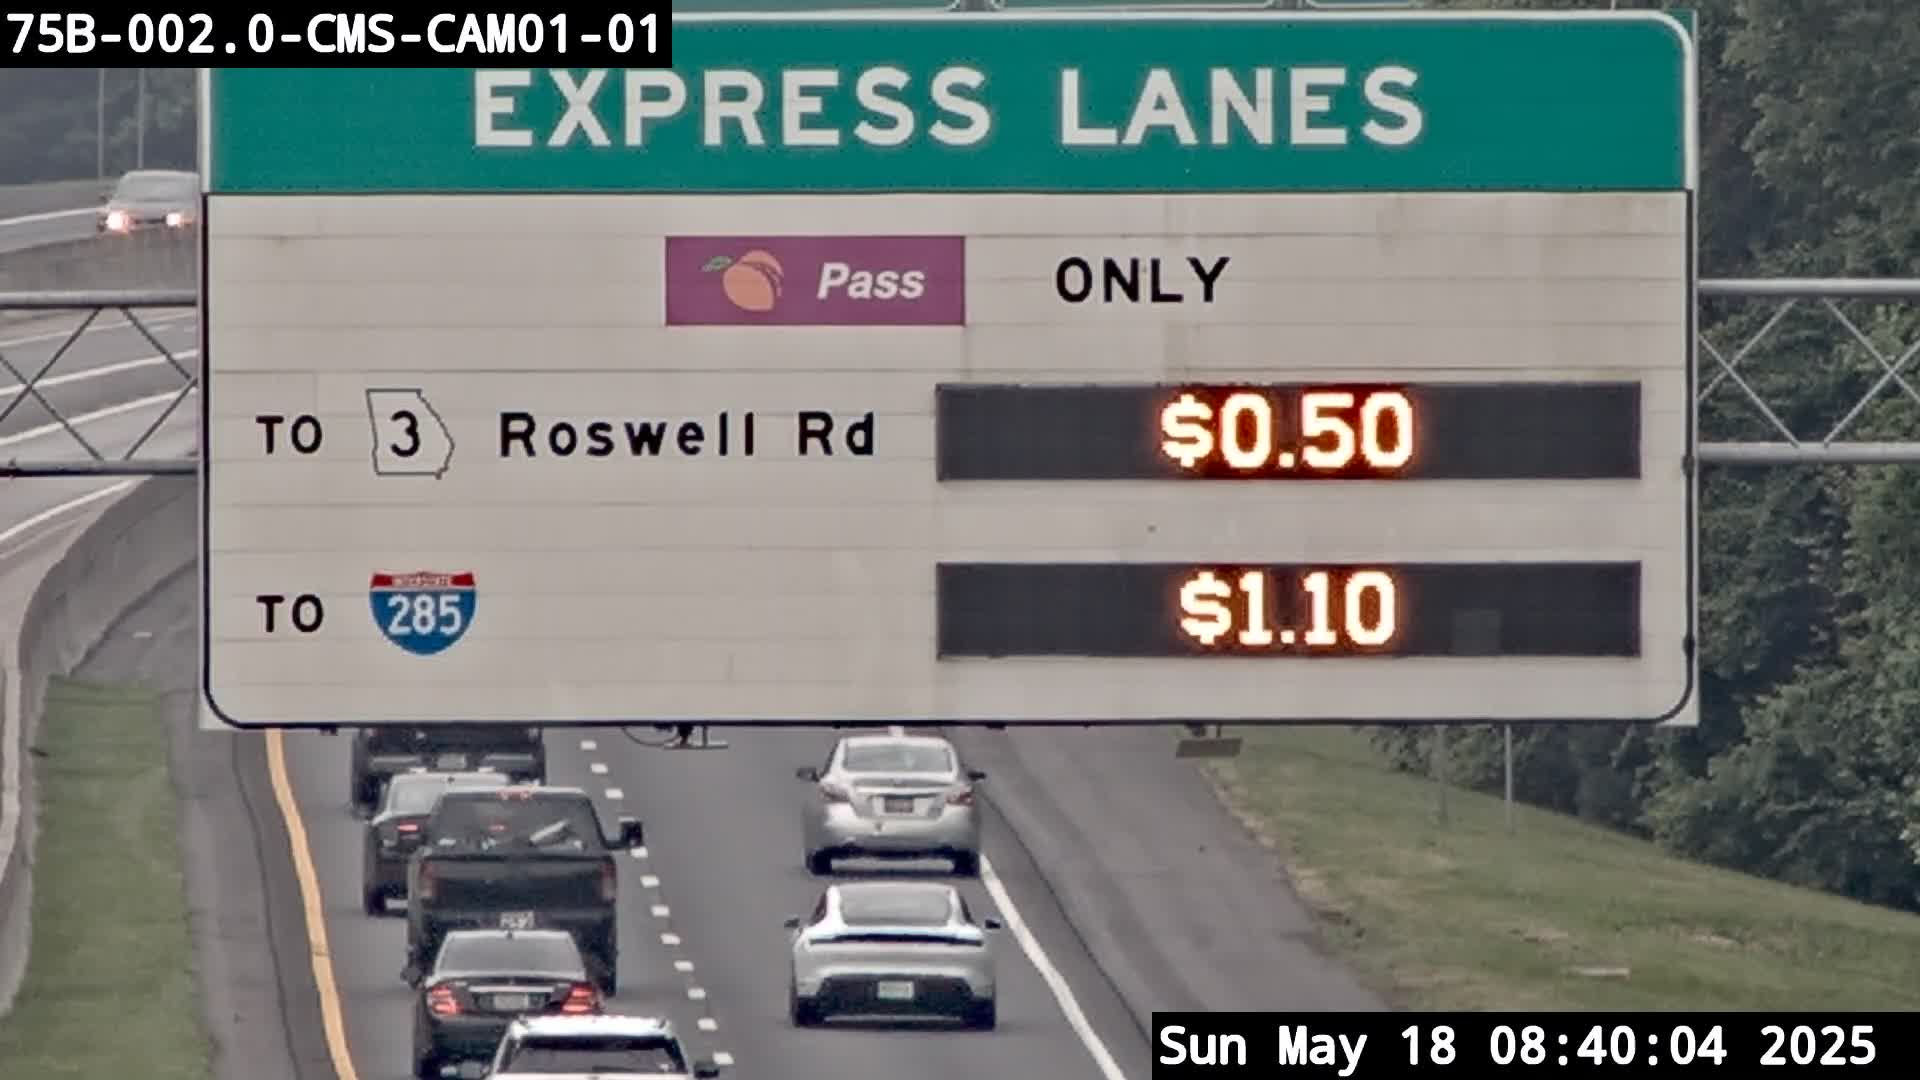 75B-002.0-CMS-CAM01-01
EXPRESS LANES
Pass ONLY
TO 3 Roswell Rd $0.50
INTERSTATE
TO 285 $1.10
Sun May 18 08:40:04 2025